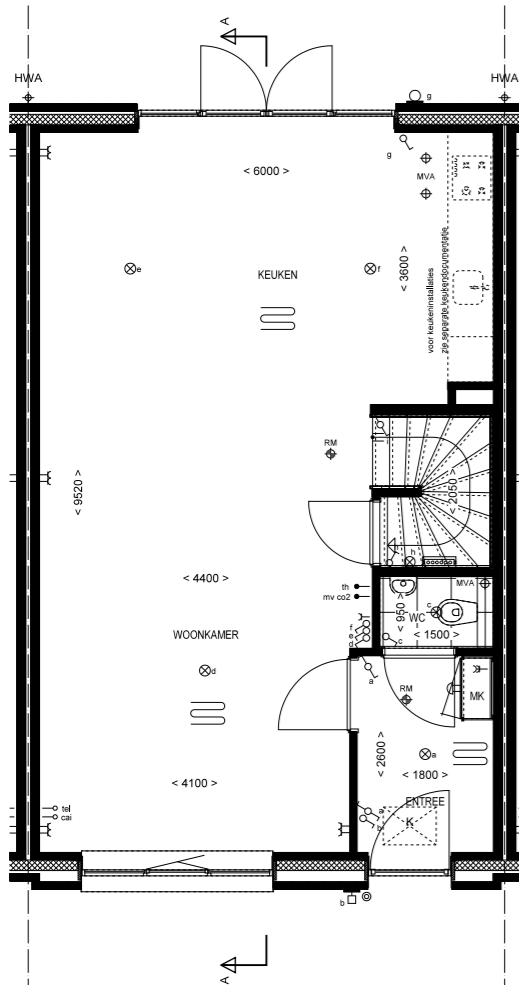 A
HWA
HWA
g
g
< 6000 >
MVA
e
f
< 3600 >
KEUKEN
voor keukeninstallaties
zie separate keukendocumentatie
RM
< 9520 >
< 2050 >
h
< 4400 >
th
mv co2
MVA
< 950 >
c
WC
f
e
d
c
< 1500 >
WOONKAMER
d
a
RM
MK
< 2600 >
a
< 1800 >
< 4100 >
ENTREE
tel
cai
a
b
K
b
A